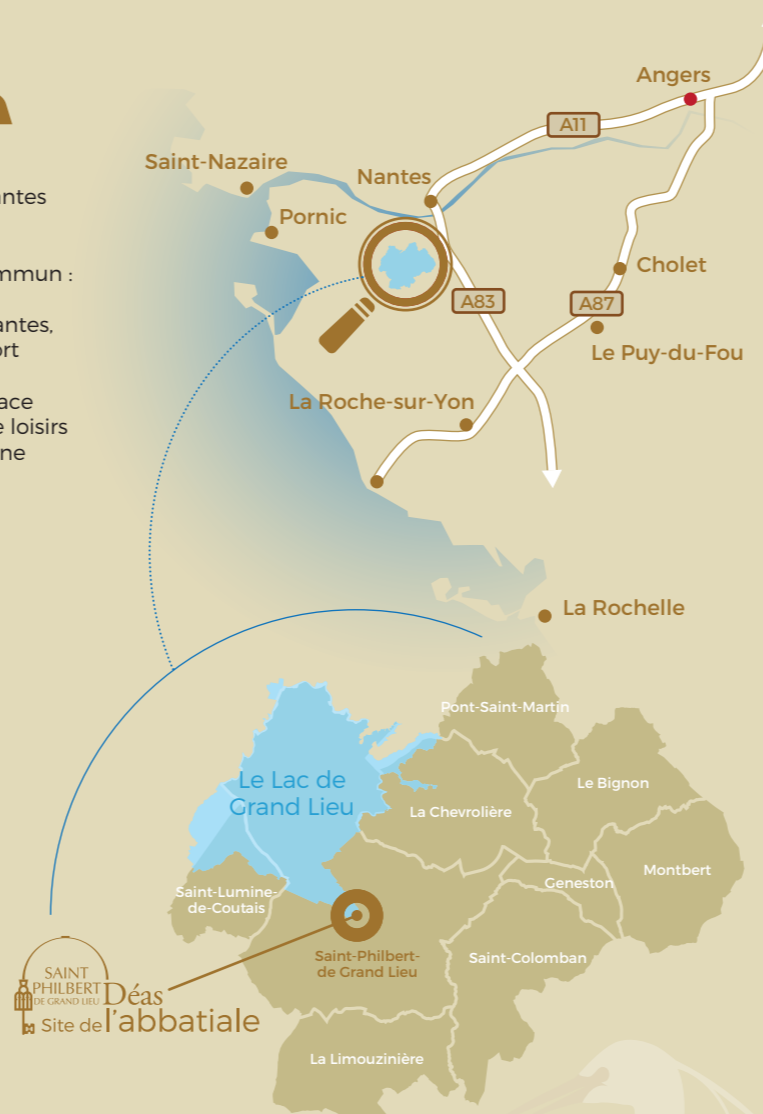 antes
mmun :
antes,
ort
ace
e loisirs
ne
Angers
A11
Saint-Nazaire
Nantes
Pornic
Cholet
A83
A87
Le Puy-du-Fou
La Roche-sur-Yon
La Rochelle
Pont-Saint-Martin
Le Lac de
Grand Lieu
Le Bignon
La Chevrolière
Montbert
Geneston
Saint-Lumine-
de-Coutais
Saint-Philbert-
de Grand Lieu
Saint-Colomban
SAINT
PHILBERT
DE GRAND LIEU
Déas
Site de l'abbatiale
La Limouzinière